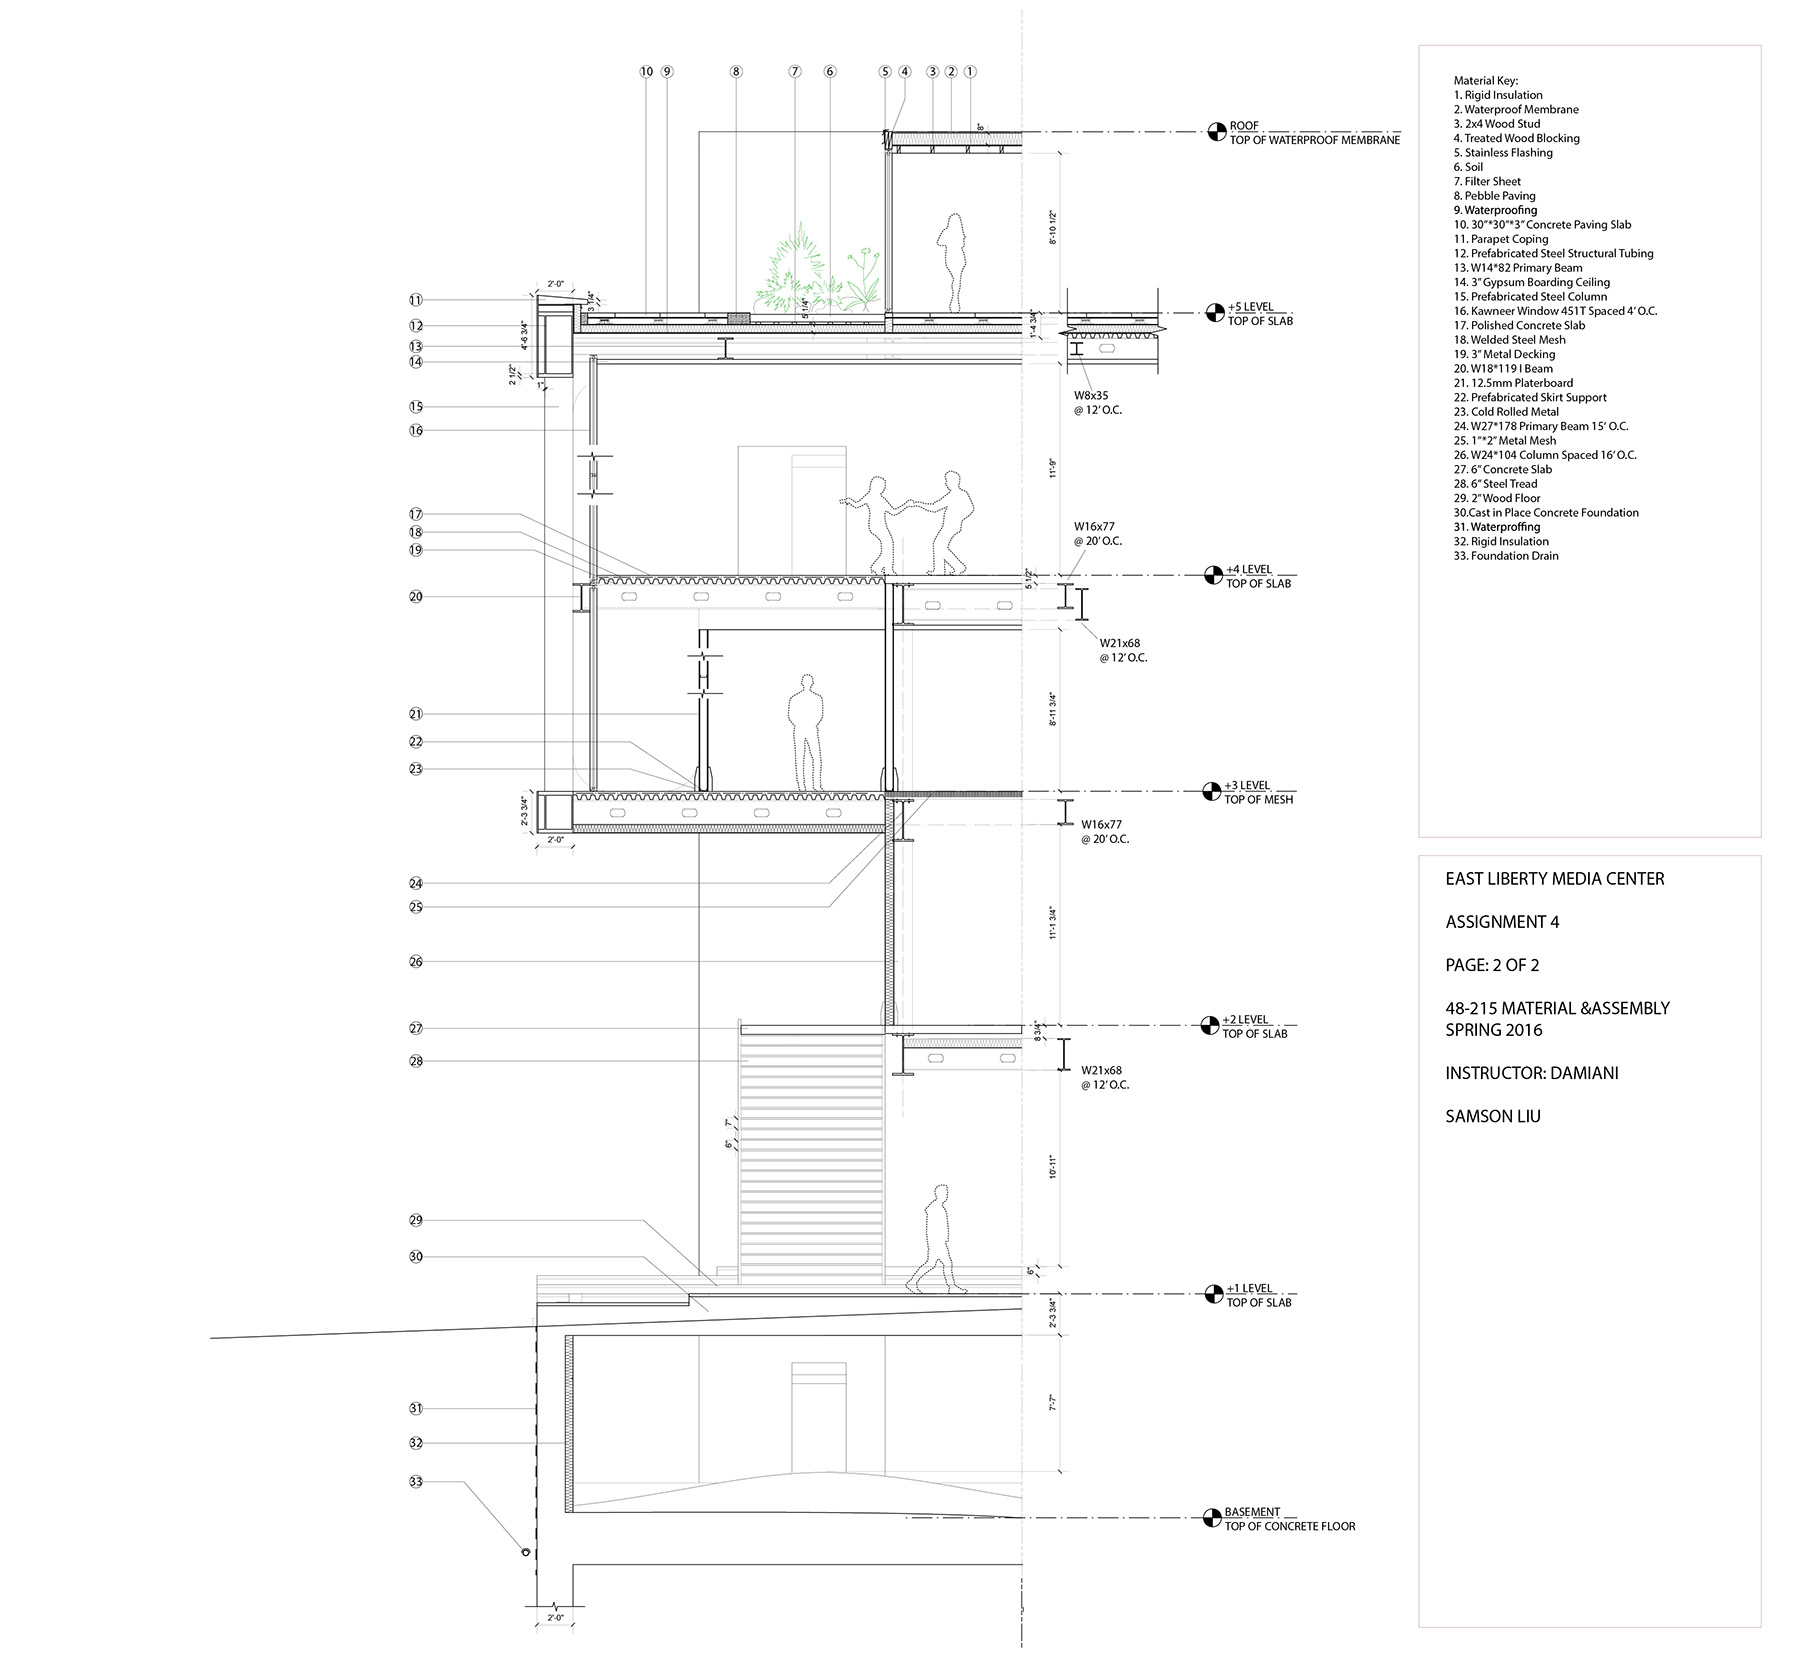 10 9 8 7 6 5 4 3 2 1
8"
ROOF
TOP OF WATERPROOF MEMBRANE
8'-10 1/2"
2'-0"
3 1/4"
5 1/4"
11
+5 LEVEL
TOP OF SLAB
12
4'-6 3/4"
1'-4 3/4"
13
14
2 1/2"
1"
W8x35
@ 12' O.C.
15
16
11'-9"
17
18
19
W16x77
@ 20' O.C.
+4 LEVEL
TOP OF SLAB
5 1/2"
20
W21x68
@ 12' O.C.
21
8'-11 3/4"
22
23
+3 LEVEL
TOP OF MESH
2'-3 3/4"
W16x77
@ 20' O.C.
2'-0"
24
25
11'-1 3/4"
26
27
+2 LEVEL
TOP OF SLAB
8 3/4"
28
W21x68
@ 12' O.C.
7"
6"
10'-11"
29
30
6"
+1 LEVEL
TOP OF SLAB
2'-3 3/4"
7'-7"
31
32
33
BASEMENT
TOP OF CONCRETE FLOOR
2'-0"
Material Key:
1. Rigid Insulation
2. Waterproof Membrane
3. 2x4 Wood Stud
4. Treated Wood Blocking
5. Stainless Flashing
6. Soil
7. Filter Sheet
8. Pebble Paving
9. Waterproofing
10. 30"*30"*3" Concrete Paving Slab
11. Parapet Coping
12. Prefabricated Steel Structural Tubing
13. W14*82 Primary Beam
14. 3" Gypsum Boarding Ceiling
15. Prefabricated Steel Column
16. Kawneer Window 451T Spaced 4' O.C.
17. Polished Concrete Slab
18. Welded Steel Mesh
19. 3" Metal Decking
20. W18*119 I Beam
21. 12.5mm Platerboard
22. Prefabricated Skirt Support
23. Cold Rolled Metal
24. W27*178 Primary Beam 15' O.C.
25. 1"*2" Metal Mesh
26. W24*104 Column Spaced 16' O.C.
27. 6" Concrete Slab
28. 6" Steel Tread
29. 2" Wood Floor
30.Cast in Place Concrete Foundation
31. Waterproffing
32. Rigid Insulation
33. Foundation Drain
EAST LIBERTY MEDIA CENTER
ASSIGNMENT 4
PAGE: 2 OF 2
48-215 MATERIAL &ASSEMBLY
SPRING 2016
INSTRUCTOR: DAMIANI
SAMSON LIU